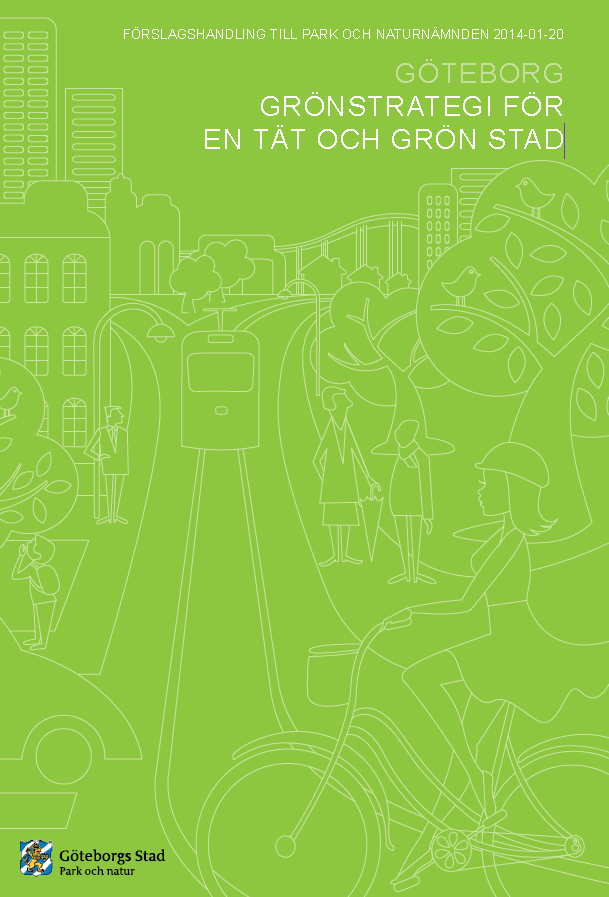 FÖRSLAGSHANDLING TILL PARK OCH NATURNÄMNDEN 2014-01-20
GÖTEBORG
GRÖNSTRATEGI FÖR
EN TÄT OCH GRÖN STAD
Göteborgs Stad
Park och natur